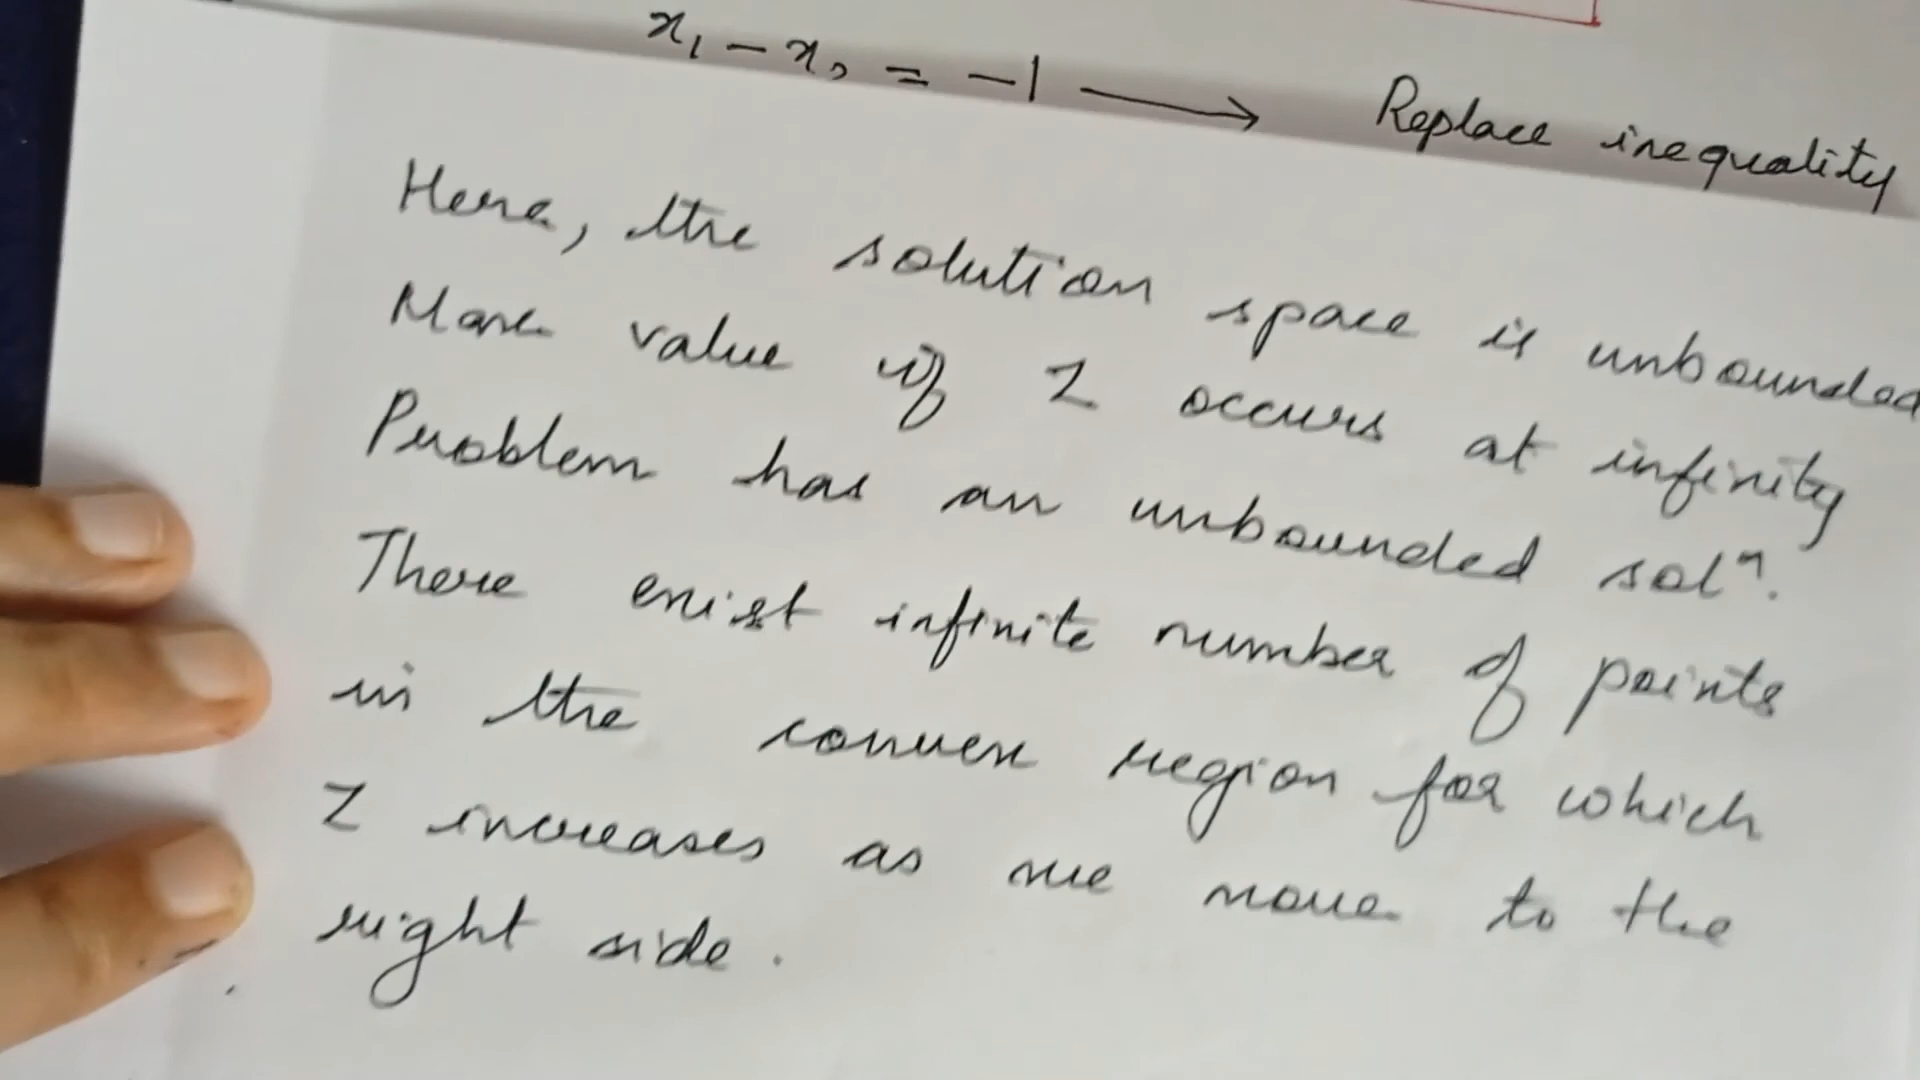 x₁ - x₂ = -1 → Replace inequality
Here, the solution space is unbounded
Max value of Z occurs at infinity
Problem has an unbounded solⁿ.
There exist infinite number of points
in the convex region for which
Z increases as we move to the
right side.